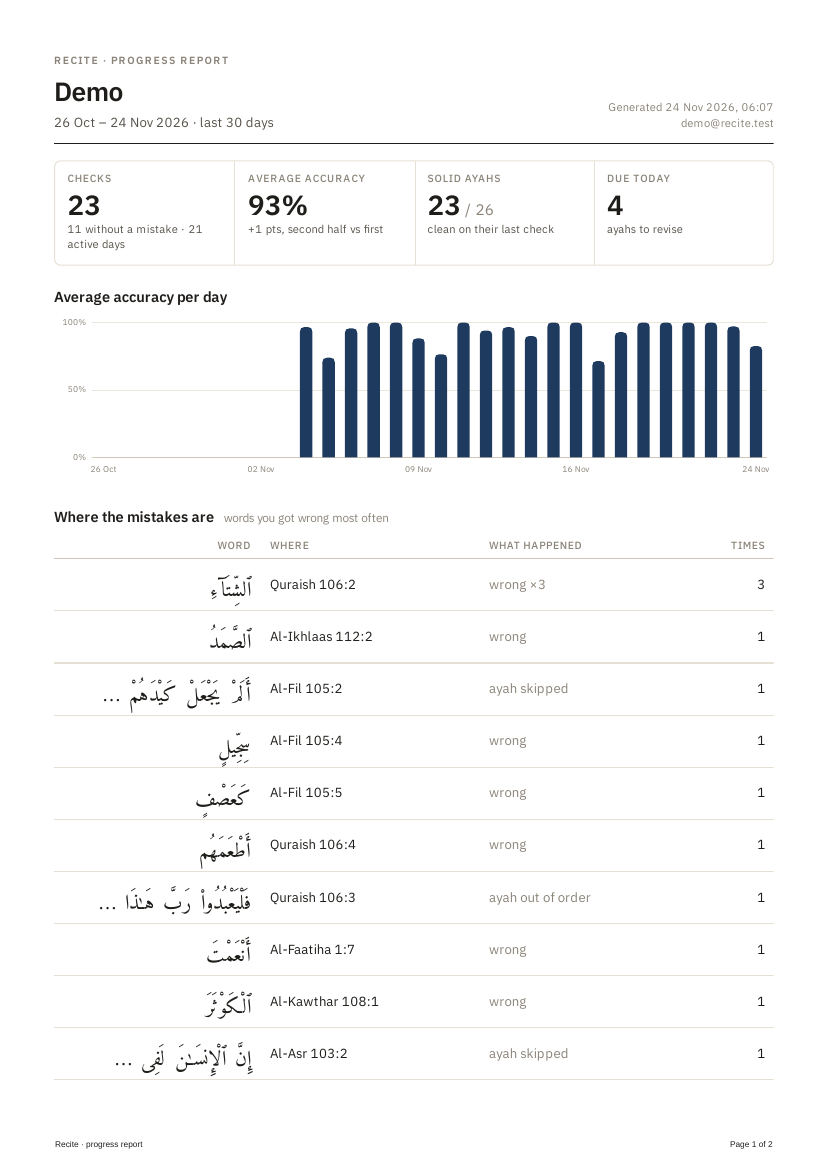 RECITE · PROGRESS REPORT
Demo
26 Oct – 24 Nov 2026 · last 30 days
Generated 24 Nov 2026, 06:07
demo@recite.test
CHECKS
23
11 without a mistake · 21
active days
AVERAGE ACCURACY
93%
+1 pts, second half vs first
SOLID AYAHS
23 / 26
clean on their last check
DUE TODAY
4
ayahs to revise
Average accuracy per day
100%
50%
0%
26 Oct 02 Nov 09 Nov 16 Nov 24 Nov
Where the mistakes are words you got wrong most often
WORD WHERE WHAT HAPPENED TIMES
ٱلشِّتَآءِ Quraish 106:2 wrong ×3 3
ٱلصَّمَدُ Al-Ikhlaas 112:2 wrong 1
أَلَمْ يَجْعَلْ كَيْدَهُمْ ... Al-Fil 105:2 ayah skipped 1
سِجِّيلٍ Al-Fil 105:4 wrong 1
كَعَصْفٍ Al-Fil 105:5 wrong 1
أَطْعَمَهُم Quraish 106:4 wrong 1
فَلْيَعْبُدُوا۟ رَبَّ هَـٰذَا ... Quraish 106:3 ayah out of order 1
أَنْعَمْتَ Al-Faatiha 1:7 wrong 1
ٱلْكَوْثَرَ Al-Kawthar 108:1 wrong 1
إِنَّ ٱلْإِنسَـٰنَ لَفِى ... Al-Asr 103:2 ayah skipped 1
Recite · progress report
Page 1 of 2